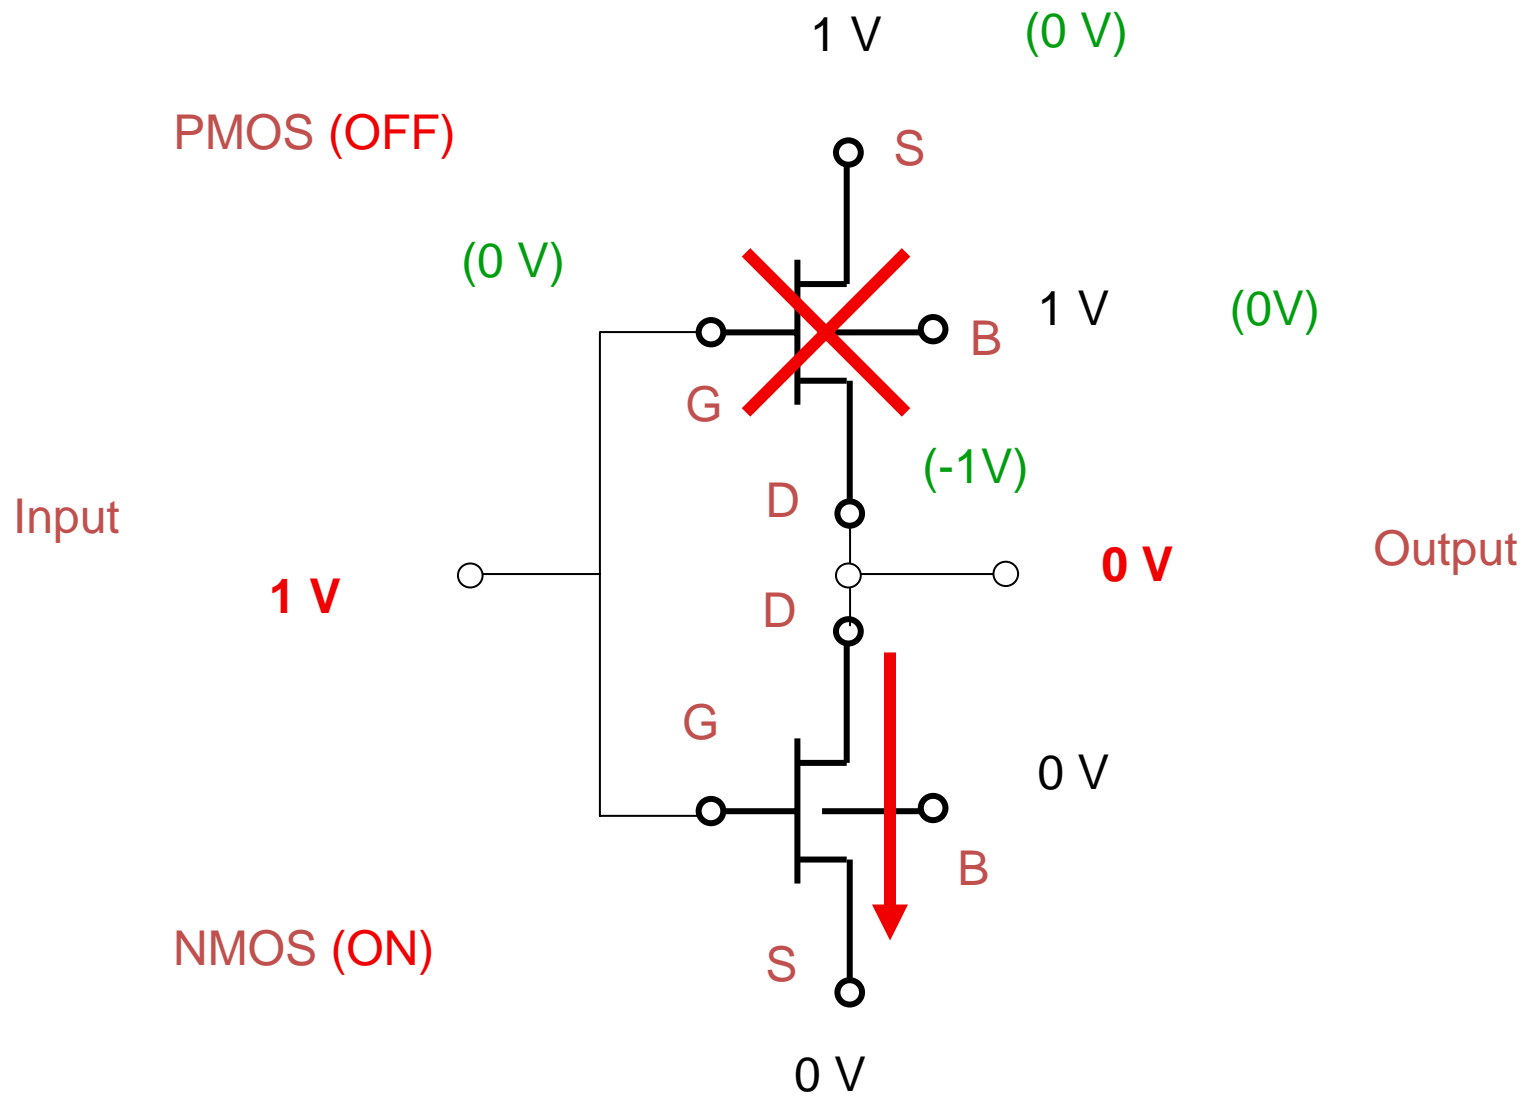 1 V (0 V)
PMOS (OFF)
S
(0 V)
1 V (0V)
B
G
(-1V)
D
Input
Output
0 V
1 V
D
G
0 V
B
NMOS (ON)
S
0 V